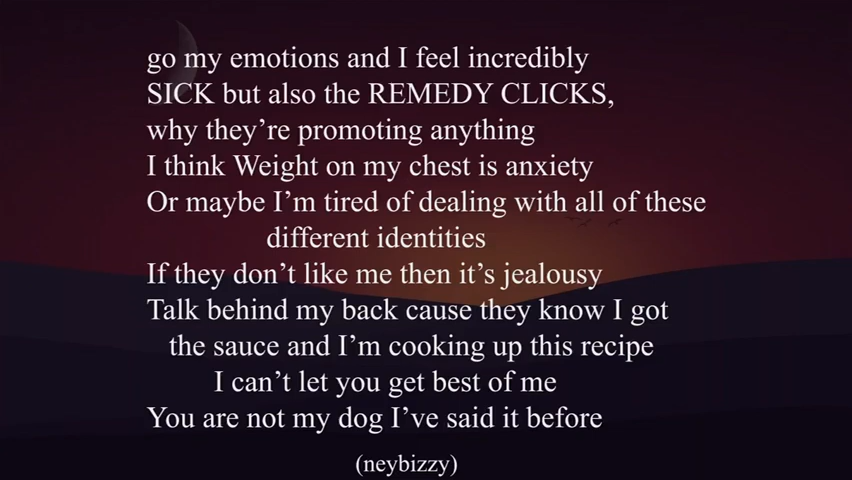 go my emotions and I feel incredibly
SICK but also the REMEDY CLICKS,
why they’re promoting anything
I think Weight on my chest is anxiety
Or maybe I’m tired of dealing with all of these
different identities
If they don’t like me then it’s jealousy
Talk behind my back cause they know I got
the sauce and I’m cooking up this recipe
I can’t let you get best of me
You are not my dog I’ve said it before
(neybizzy)